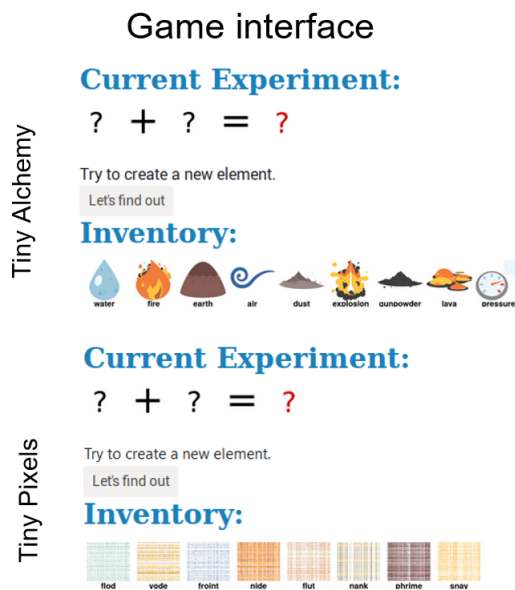 Game interface
Tiny Alchemy
Current Experiment:
? + ? = ?
Try to create a new element.
Let's find out
Inventory:
water fire earth air dust explosion gunpowder lava pressure
Tiny Pixels
Current Experiment:
? + ? = ?
Try to create a new element.
Let's find out
Inventory:
flod vode froint nide flut nank phrime snav